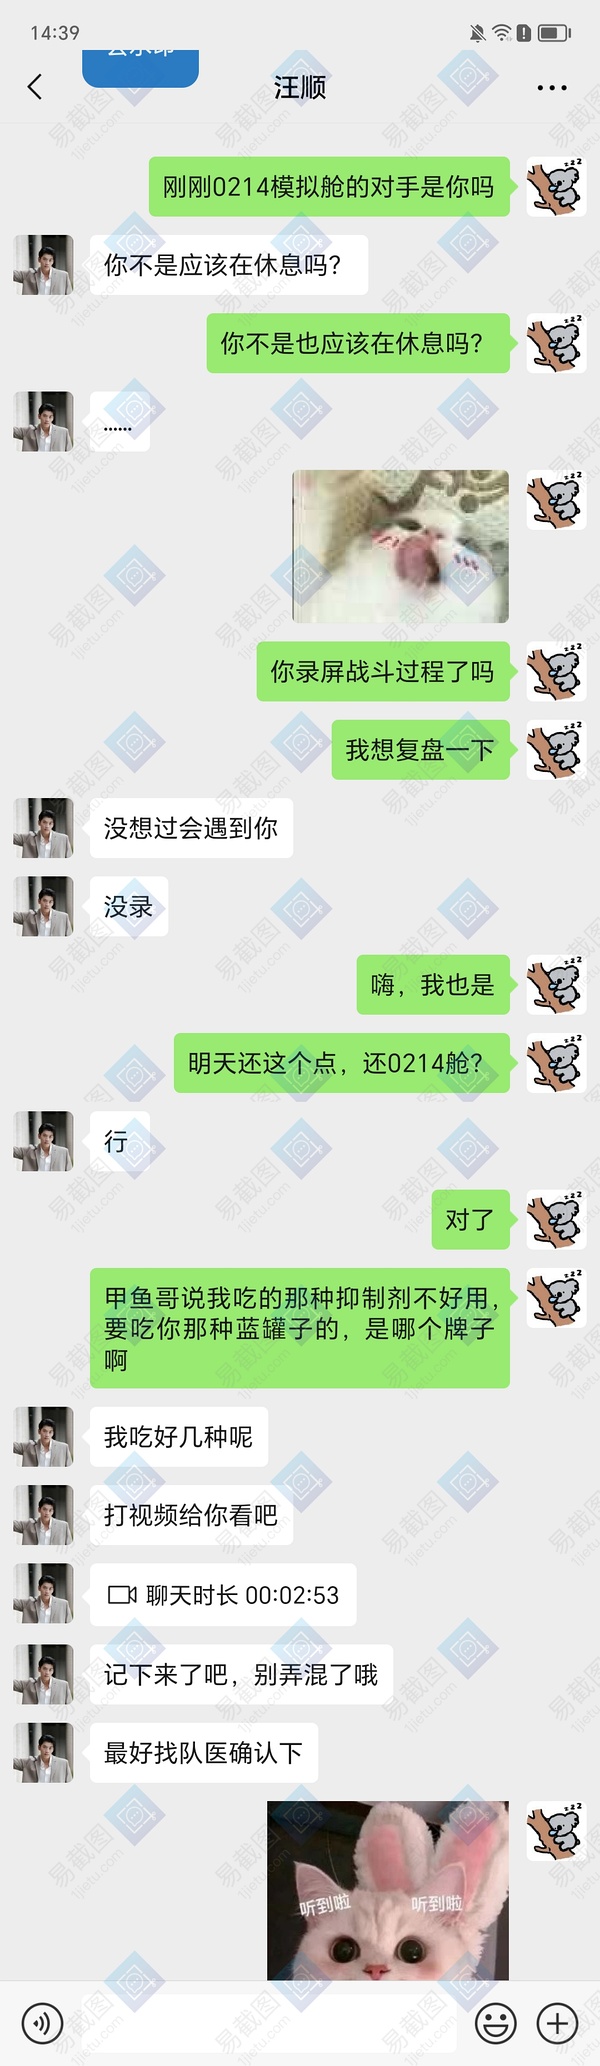 14:39
汪顺
刚刚0214模拟舱的对手是你吗
你不是应该在休息吗？
你不是也应该在休息吗？
......
你录屏战斗过程了吗
我想复盘一下
没想过会遇到你
没录
嗨，我也是
明天还这个点，还0214舱？
行
对了
甲鱼哥说我吃的那种抑制剂不好用，
要吃你那种蓝罐子的，是哪个牌子
啊
我吃好几种呢
打视频给你看吧
聊天时长 00:02:53
记下来了吧，别弄混了哦
最好找队医确认下
听到啦 听到啦
易截图
1jietu.com